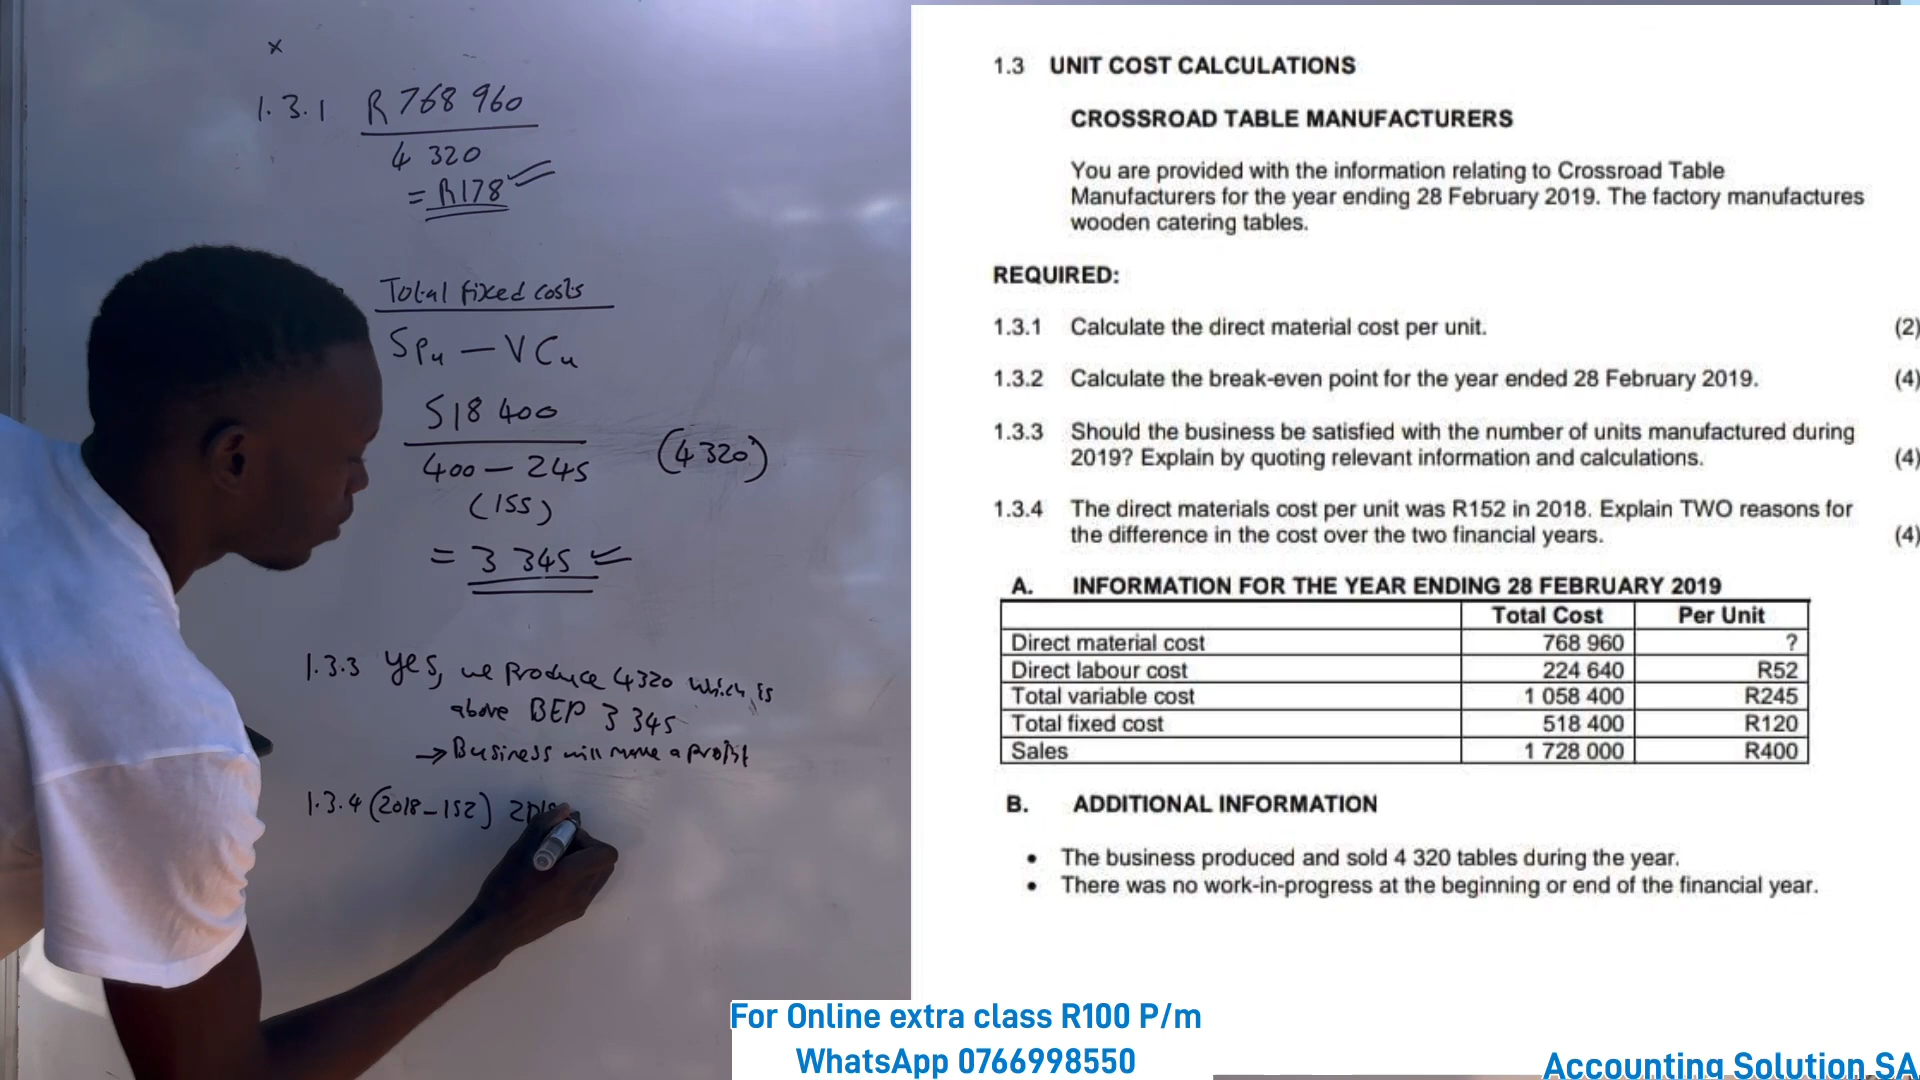 x
1.3.1 R 768 960
4 320
= R178
Total fixed costs
SPu — VCu
518 400
400 — 245
(155)
(4320)
= 3 345
1.3.3 Yes, we Produce 4320 which is
above BEP 3 345
→ Business will make a profit
1.3.4 (2018-152)
1.3 UNIT COST CALCULATIONS
CROSSROAD TABLE MANUFACTURERS
You are provided with the information relating to Crossroad Table
Manufacturers for the year ending 28 February 2019. The factory manufactures
wooden catering tables.
REQUIRED:
1.3.1 Calculate the direct material cost per unit. (2)
1.3.2 Calculate the break-even point for the year ended 28 February 2019. (4)
1.3.3 Should the business be satisfied with the number of units manufactured during
2019? Explain by quoting relevant information and calculations. (4)
1.3.4 The direct materials cost per unit was R152 in 2018. Explain TWO reasons for
the difference in the cost over the two financial years. (4)
A. INFORMATION FOR THE YEAR ENDING 28 FEBRUARY 2019
Total Cost Per Unit
Direct material cost 768 960 ?
Direct labour cost 224 640 R52
Total variable cost 1 058 400 R245
Total fixed cost 518 400 R120
Sales 1 728 000 R400
B. ADDITIONAL INFORMATION
• The business produced and sold 4 320 tables during the year.
• There was no work-in-progress at the beginning or end of the financial year.
For Online extra class R100 P/m
WhatsApp 0766998550
Accounting Solution SA